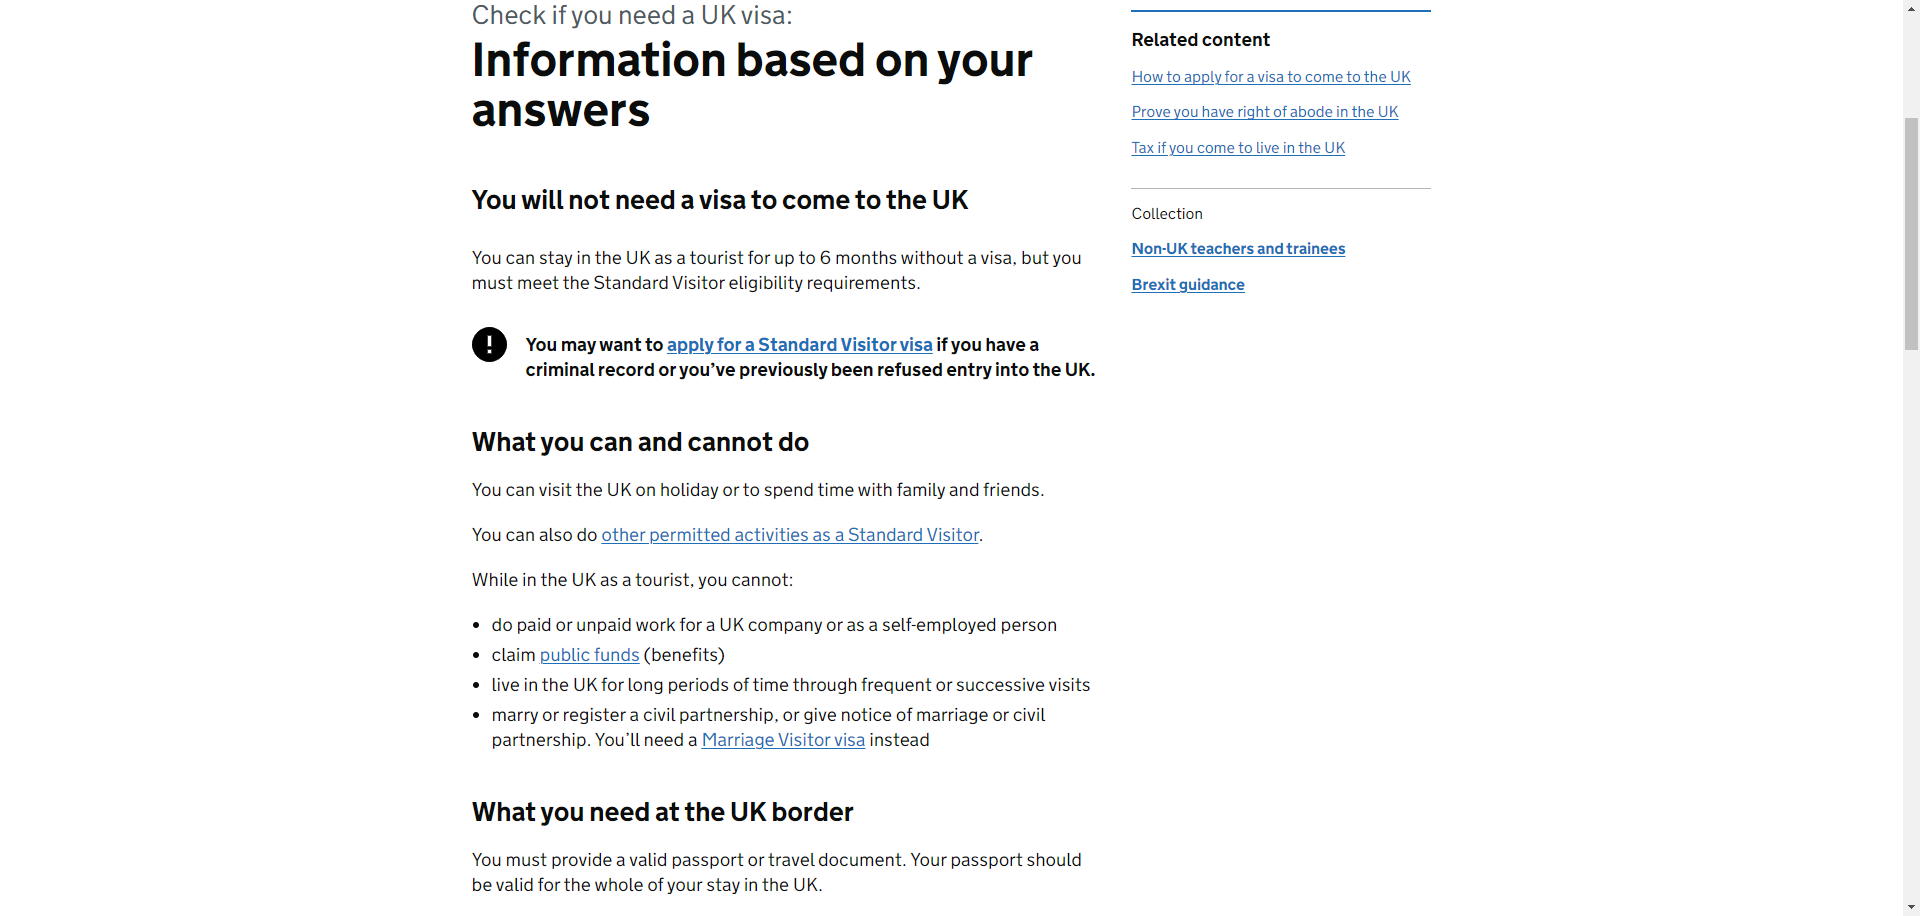 Check if you need a UK visa:
Information based on your
answers
You will not need a visa to come to the UK
You can stay in the UK as a tourist for up to 6 months without a visa, but you
must meet the Standard Visitor eligibility requirements.
! You may want to apply for a Standard Visitor visa if you have a
criminal record or you’ve previously been refused entry into the UK.
What you can and cannot do
You can visit the UK on holiday or to spend time with family and friends.
You can also do other permitted activities as a Standard Visitor.
While in the UK as a tourist, you cannot:
• do paid or unpaid work for a UK company or as a self-employed person
• claim public funds (benefits)
• live in the UK for long periods of time through frequent or successive visits
• marry or register a civil partnership, or give notice of marriage or civil
partnership. You’ll need a Marriage Visitor visa instead
What you need at the UK border
You must provide a valid passport or travel document. Your passport should
be valid for the whole of your stay in the UK.
Related content
How to apply for a visa to come to the UK
Prove you have right of abode in the UK
Tax if you come to live in the UK
Collection
Non-UK teachers and trainees
Brexit guidance